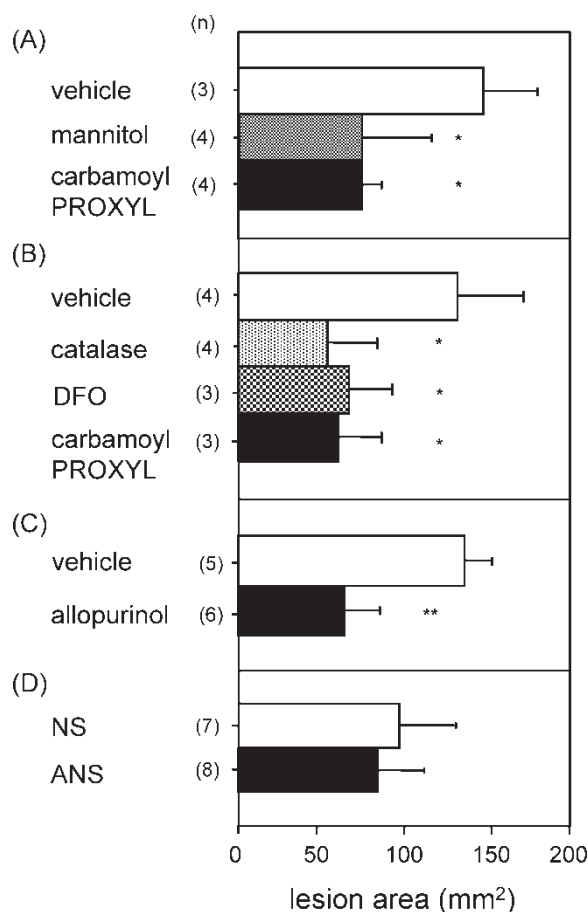 (n)
(A)
vehicle (3)
mannitol (4) *
carbamoyl (4) *
PROXYL
(B)
vehicle (4)
catalase (4) *
DFO (3) *
carbamoyl (3) *
PROXYL
(C)
vehicle (5)
allopurinol (6) **
(D)
NS (7)
ANS (8)
0 50 100 150 200
lesion area (mm²)